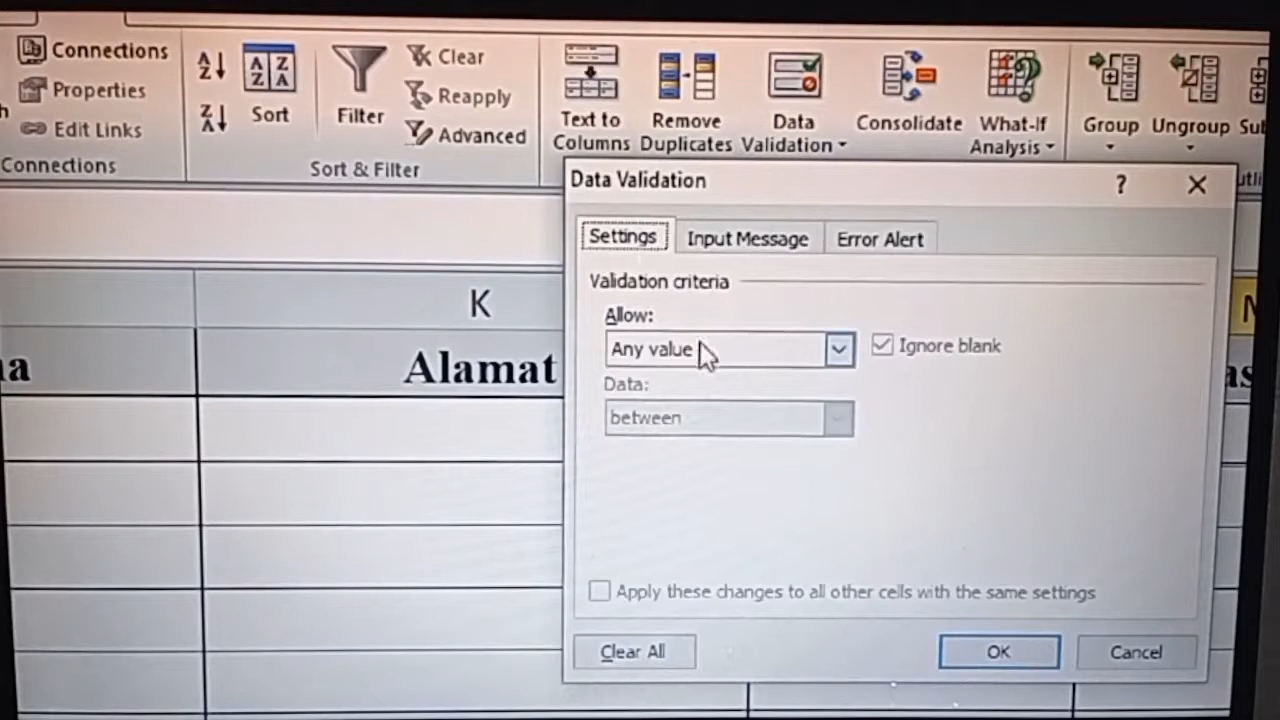 Connections
Properties
Edit Links
Connections
Sort
Filter
Clear
Reapply
Advanced
Sort & Filter
Text to
Columns
Remove
Duplicates
Data
Validation
Consolidate
What-If
Analysis
Group
Ungroup
Data Validation
?
Settings
Input Message
Error Alert
Validation criteria
Allow:
Any value
Ignore blank
Data:
between
Apply these changes to all other cells with the same settings
Clear All
OK
Cancel
K
Alamat